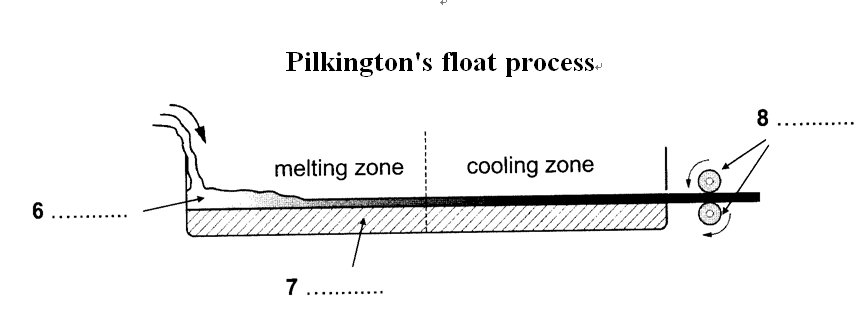 Pilkington's float process
8 ............
melting zone
cooling zone
6 ............
7 ............